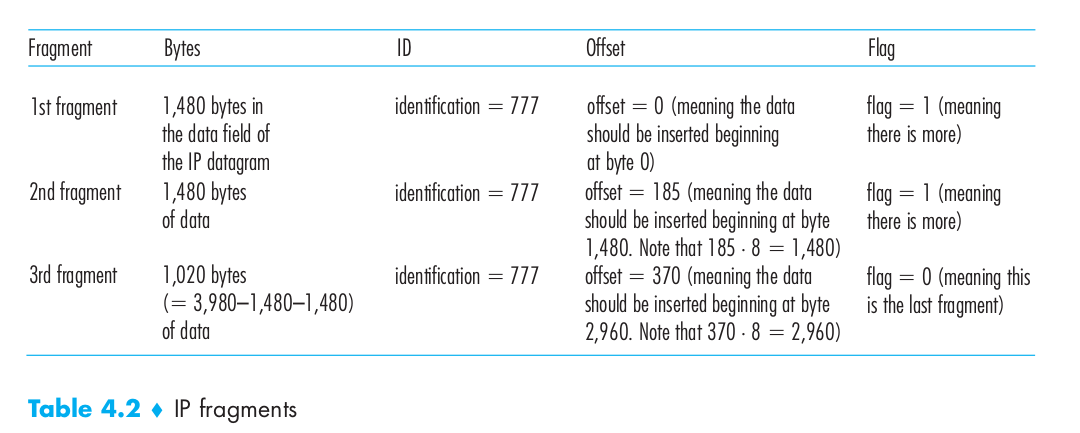 Fragment Bytes ID Offset Flag
1st fragment 1,480 bytes in identification = 777 offset = 0 (meaning the data flag = 1 (meaning
the data field of should be inserted beginning there is more)
the IP datagram at byte 0)
2nd fragment 1,480 bytes identification = 777 offset = 185 (meaning the data flag = 1 (meaning
of data should be inserted beginning at byte there is more)
1,480. Note that 185 · 8 = 1,480)
3rd fragment 1,020 bytes identification = 777 offset = 370 (meaning the data flag = 0 (meaning this
(= 3,980–1,480–1,480) should be inserted beginning at byte is the last fragment)
of data 2,960. Note that 370 · 8 = 2,960)
Table 4.2 ♦ IP fragments